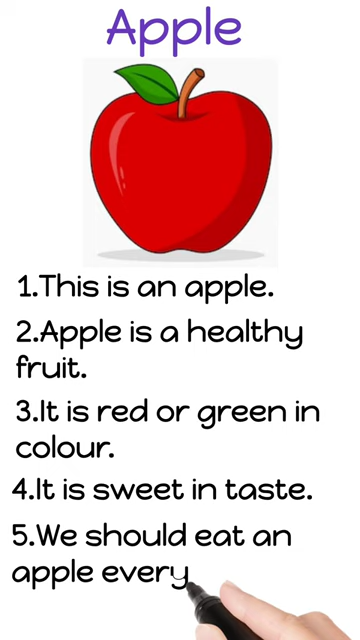 Apple
1.This is an apple.
2.Apple is a healthy
fruit.
3.It is red or green in
colour.
4.It is sweet in taste.
5.We should eat an
apple every